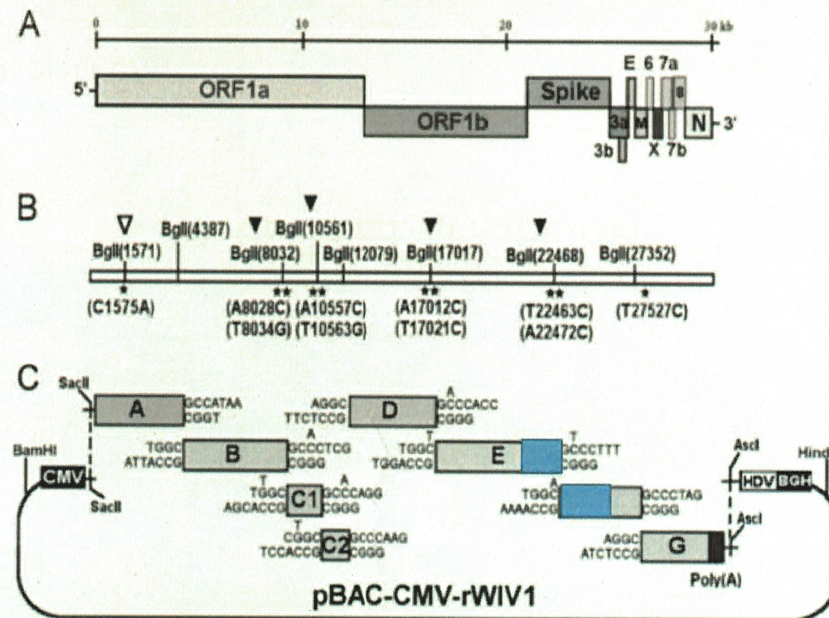 A
0 10 20 30 kb
E 6 7a
5'- ORF1a Spike 8
ORF1b 3a M N -3'
3b X 7b
B
BglI(4387) BglI(10561)
BglI(1571) BglI(8032) BglI(12079) BglI(17017) BglI(22468) BglI(27352)
* ** ** ** ** *
(C1575A) (A8028C) (A10557C) (A17012C) (T22463C) (T27527C)
(T8034G) (T10563G) (T17021C) (A22472C)
C
SacII A GCCATAA AGGC D A GCCCACC
CGGT TTCTCCG CGGG
BamHI TGGC B A GCCCTCG T TGGC E T GCCCTTT AscI Hind
ATTACCG CGGG TGGACCG CGGG
CMV SacII T TGGC C1 A GCCCAGG A TGGC GCCCTAG HDV BGH
AGCACCG CGGG AAAACCG CGGG
T CGGC C2 GCCCAAG AGGC G AscI
TCCACCG CGGG ATCTCCG
Poly(A)
pBAC-CMV-rWIV1